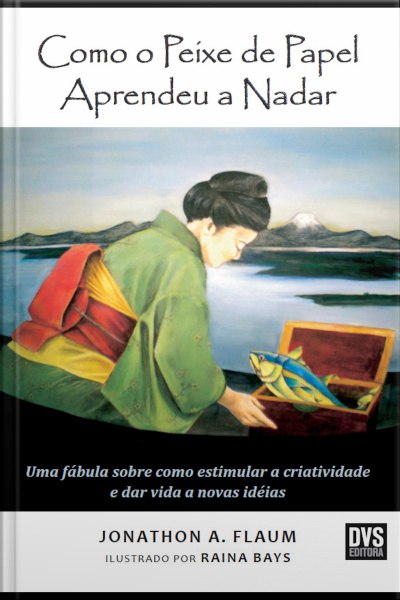 Como o Peixe de Papel
Aprendeu a Nadar
Uma fábula sobre como estimular a criatividade
e dar vida a novas idéias
JONATHON A. FLAUM
ILUSTRADO POR RAINA BAYS
DVS
EDITORA